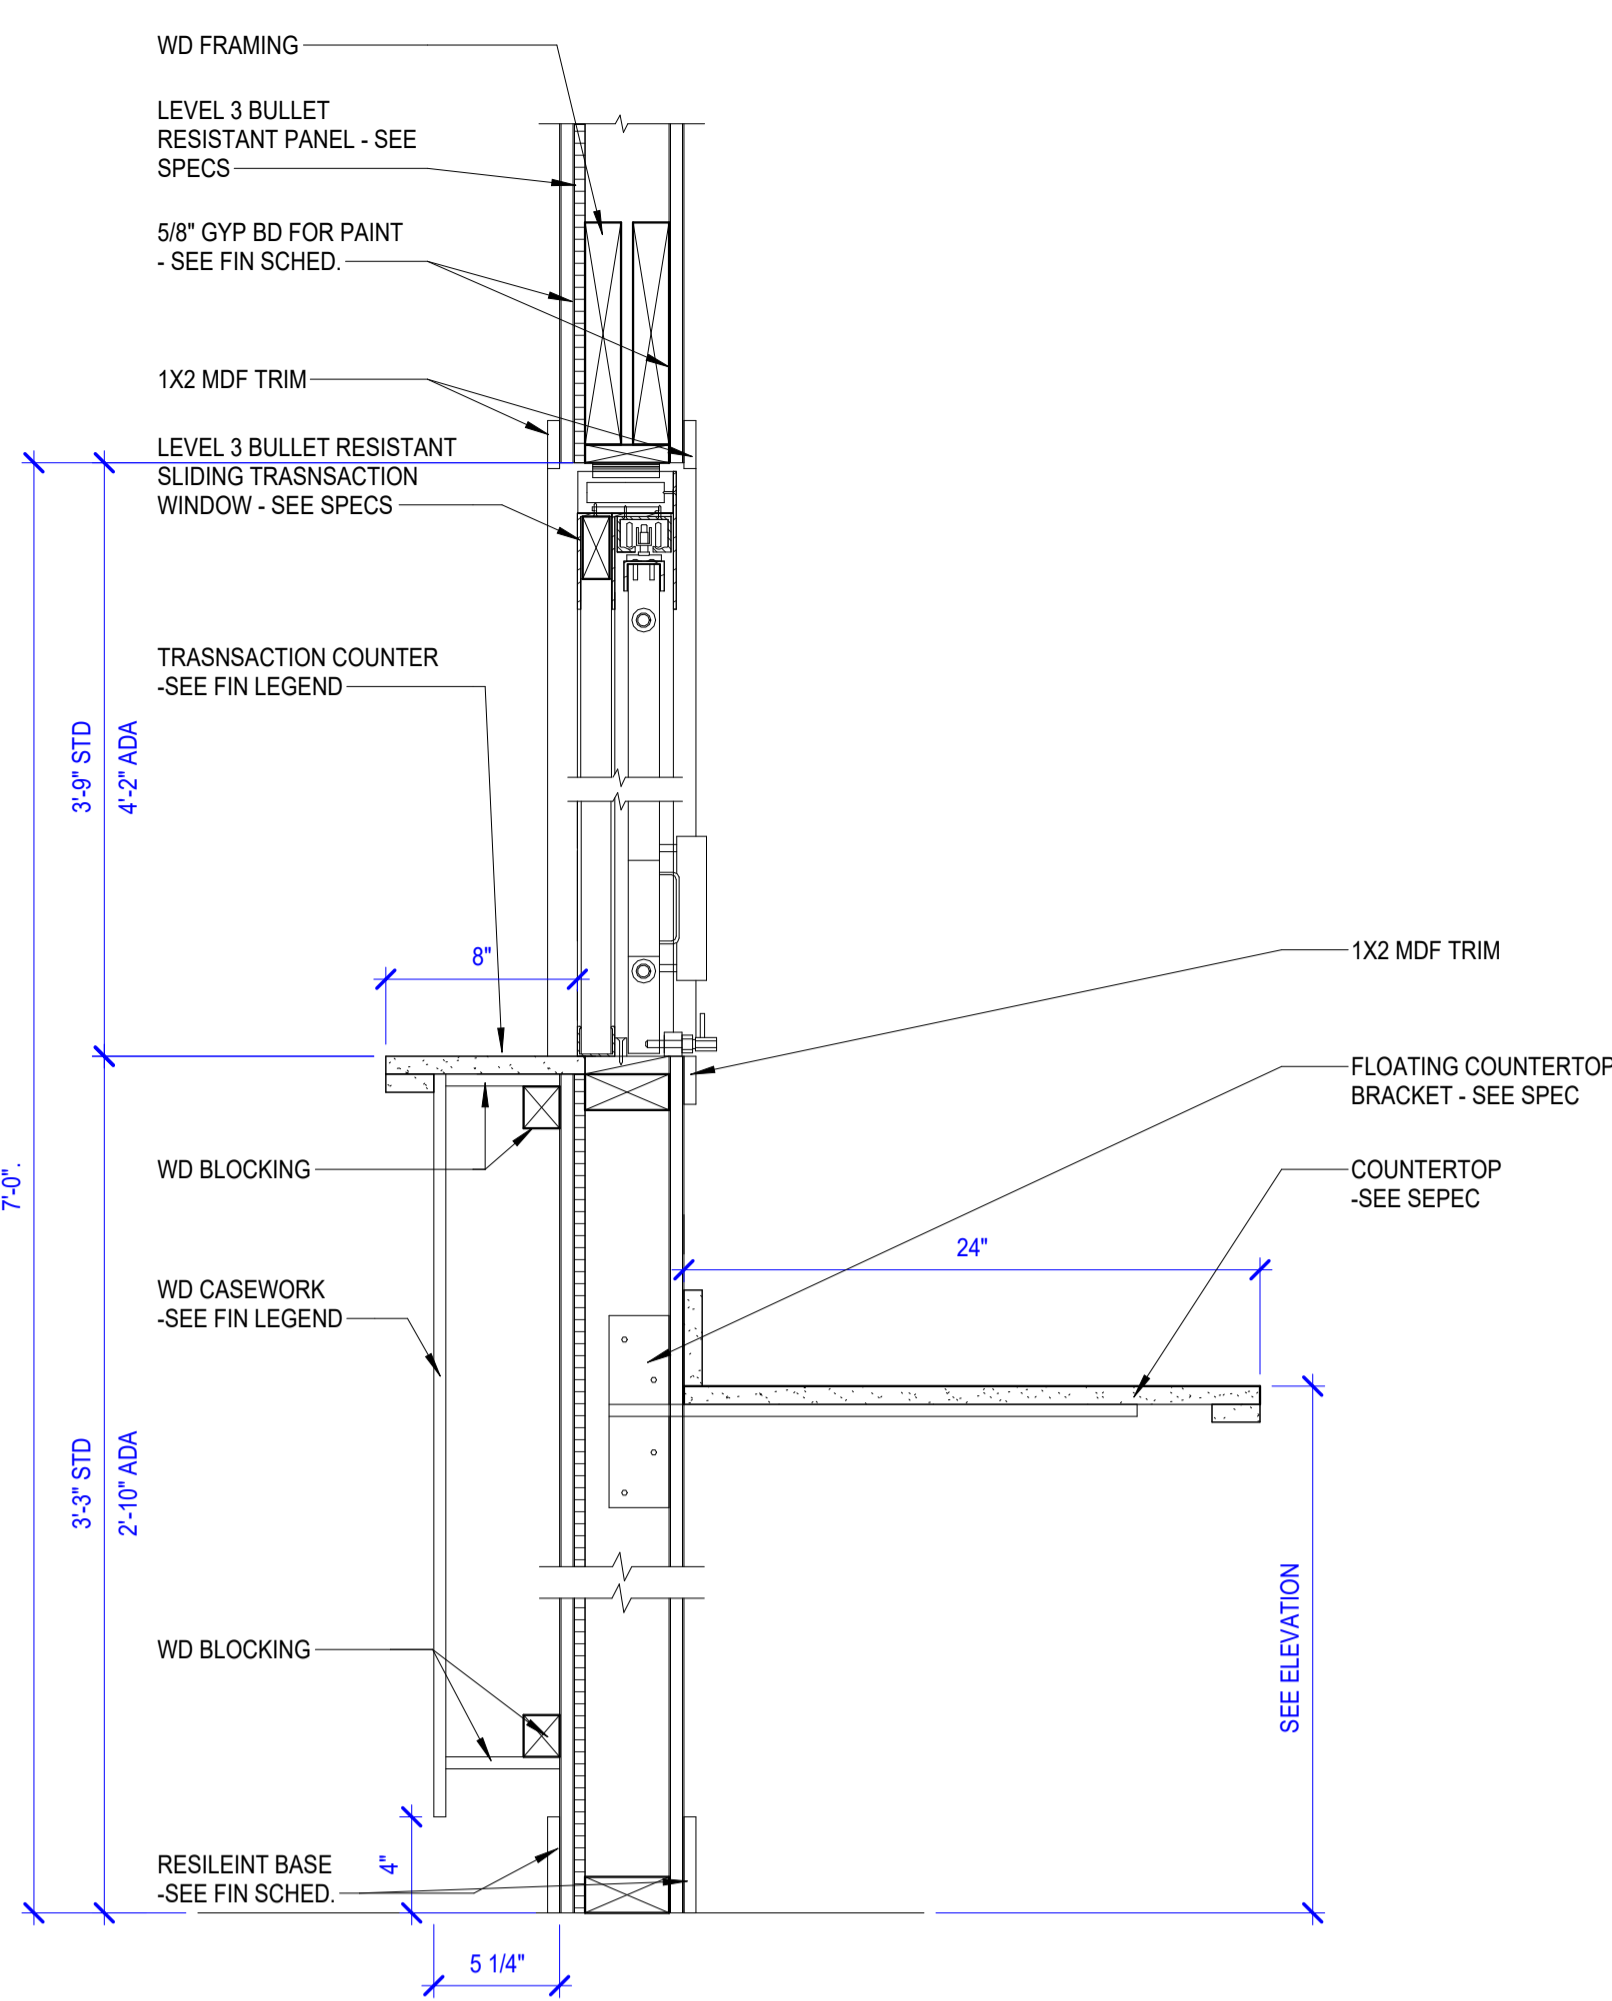 WD FRAMING
LEVEL 3 BULLET
RESISTANT PANEL - SEE
SPECS
5/8" GYP BD FOR PAINT
- SEE FIN SCHED.
1X2 MDF TRIM
LEVEL 3 BULLET RESISTANT
SLIDING TRASNSACTION
WINDOW - SEE SPECS
TRASNSACTION COUNTER
-SEE FIN LEGEND
3'-9" STD
4'-2" ADA
8"
1X2 MDF TRIM
FLOATING COUNTERTOP
BRACKET - SEE SPEC
WD BLOCKING
COUNTERTOP
-SEE SEPEC
7'-0".
24"
WD CASEWORK
-SEE FIN LEGEND
3'-3" STD
2'-10" ADA
SEE ELEVATION
WD BLOCKING
RESILEINT BASE
-SEE FIN SCHED.
4"
5 1/4"